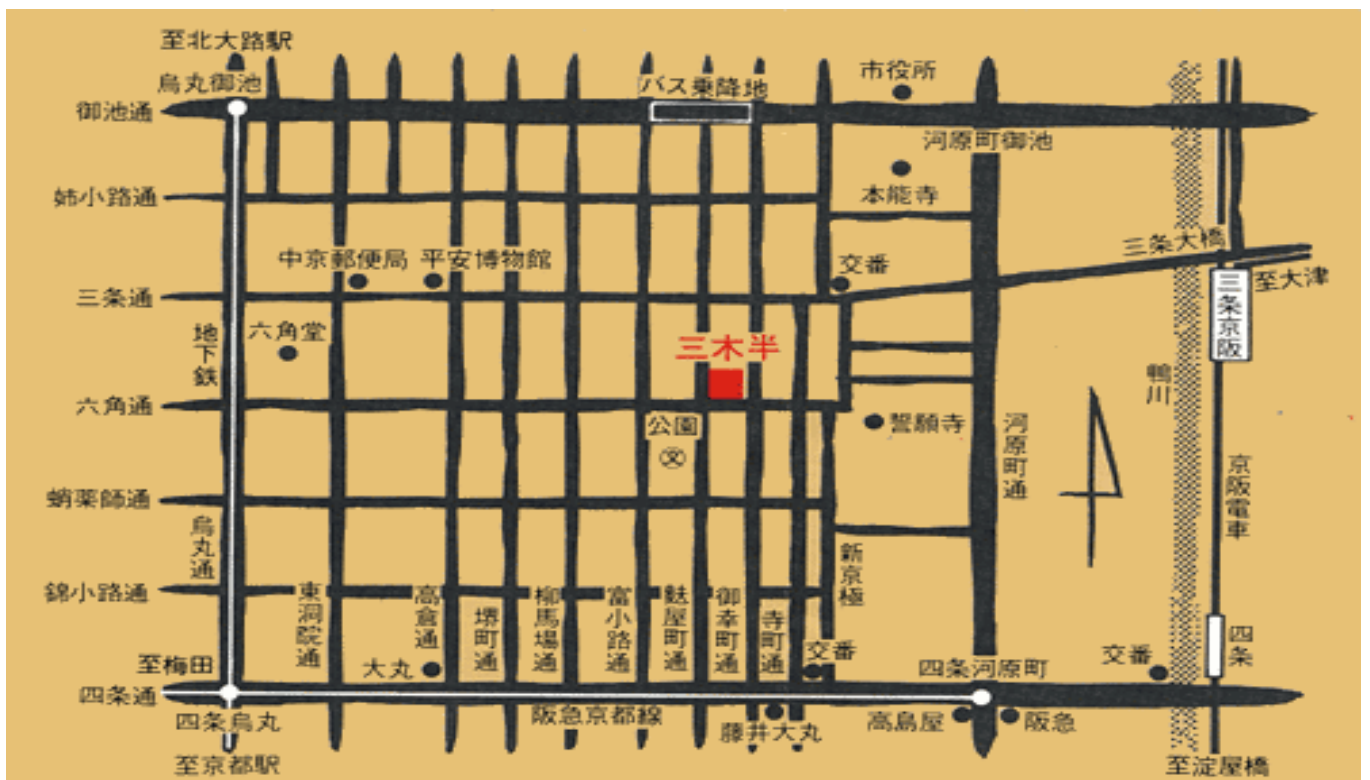 至北大路駅
烏丸御池
バス乗降地
市役所
御池通
河原町御池
姉小路通
本能寺
三条大橋
中京郵便局
平安博物館
交番
至大津
三条通
三条京阪
地下鉄
六角堂
三木半
鴨川
六角通
公園
誓願寺
河原町通
文
京阪電車
蛸薬師通
烏丸通
新京極
錦小路通
東洞院通
高倉通
堺町通
柳馬場通
富小路通
麩屋町通
御幸町通
寺町通
四条
至梅田
大丸
交番
四条河原町
交番
四条通
四条烏丸
阪急京都線
藤井大丸
高島屋
阪急
至京都駅
至淀屋橋